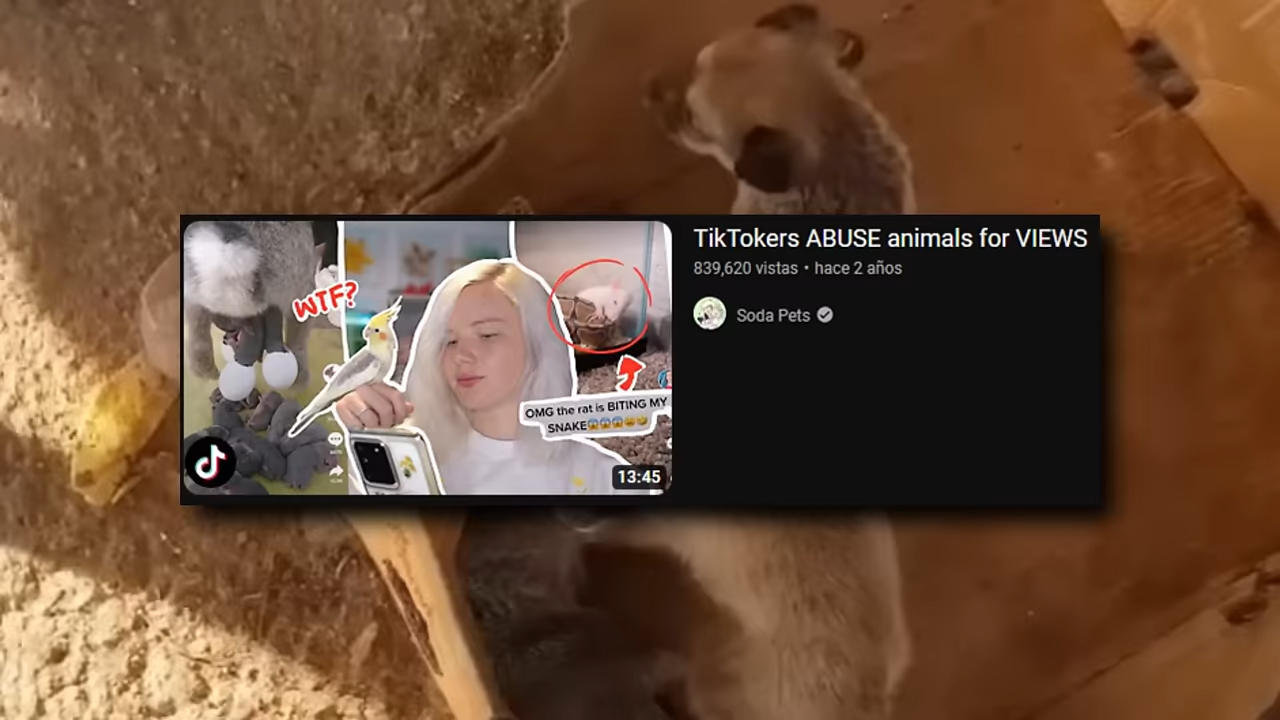 TikTokers ABUSE animals for VIEWS
839,620 vistas • hace 2 años
Soda Pets
WTF?
OMG the rat is BITING MY
SNAKE😱😱😱😩🤣
13:45